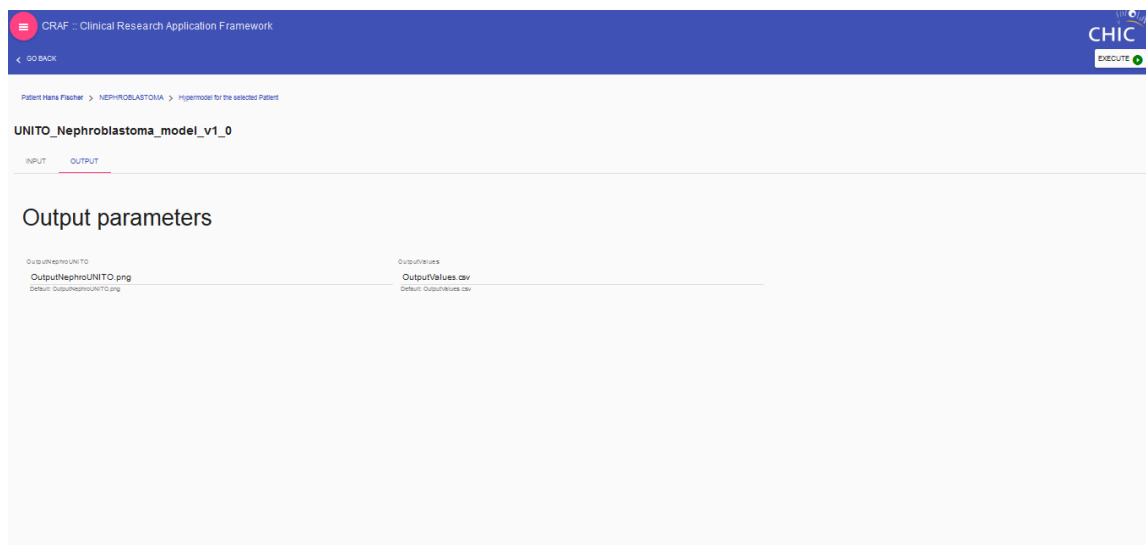 CRAF :: Clinical Research Application Framework
CHIC
GO BACK
EXECUTE
Patient Hans Fischer > NEPHROBLASTOMA > Hypermodel for the selected Patient
UNITO_Nephroblastoma_model_v1_0
INPUT OUTPUT
Output parameters
OutputNephroUNITO OutputValues
OutputNephroUNITO.png OutputValues.csv
Default: OutputNephroUNITO.png Default: OutputValues.csv